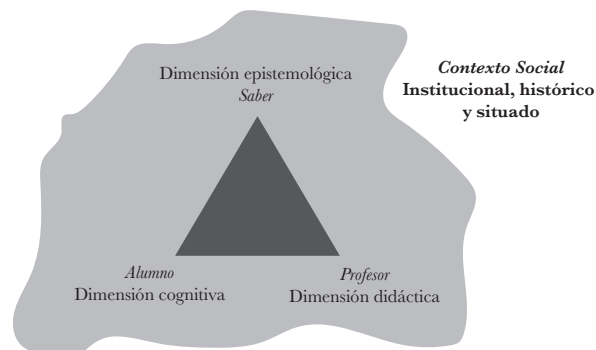 Dimensión epistemológica
Saber
Contexto Social
Institucional, histórico
y situado
Alumno
Dimensión cognitiva
Profesor
Dimensión didáctica